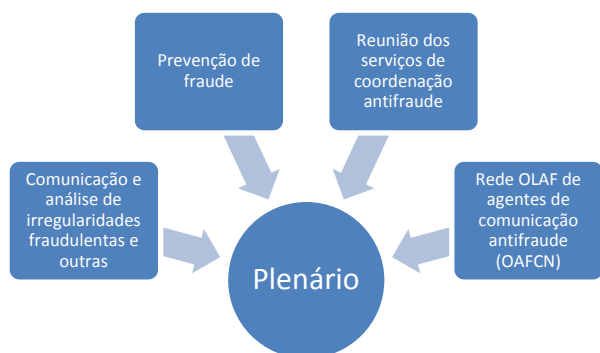 Prevenção de
fraude
Reunião dos
serviços de
coordenação
antifraude
Comunicação e
análise de
irregularidades
fraudulentas e
outras
Rede OLAF de
agentes de
comunicação
antifraude
(OAFCN)
Plenário